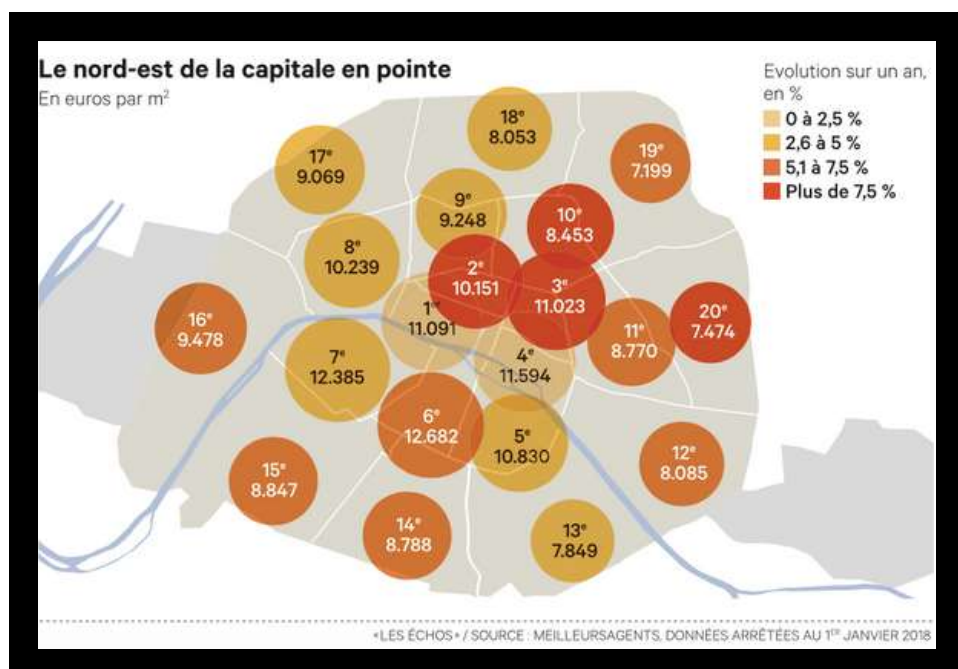 Le nord-est de la capitale en pointe
En euros par m²
Evolution sur un an,
en %
0 à 2,5 %
2,6 à 5 %
5,1 à 7,5 %
Plus de 7,5 %
18e
8.053
17e
9.069
19e
7.199
9e
9.248
10e
8.453
8e
10.239
2e
10.151
3e
11.023
16e
9.478
1er
11.091
20e
7.474
11e
8.770
7e
12.385
4e
11.594
6e
12.682
5e
10.830
12e
8.085
15e
8.847
14e
8.788
13e
7.849
«LES ÉCHOS» / SOURCE : MEILLEURSAGENTS, DONNÉES ARRÊTÉES AU 1ER JANVIER 2018